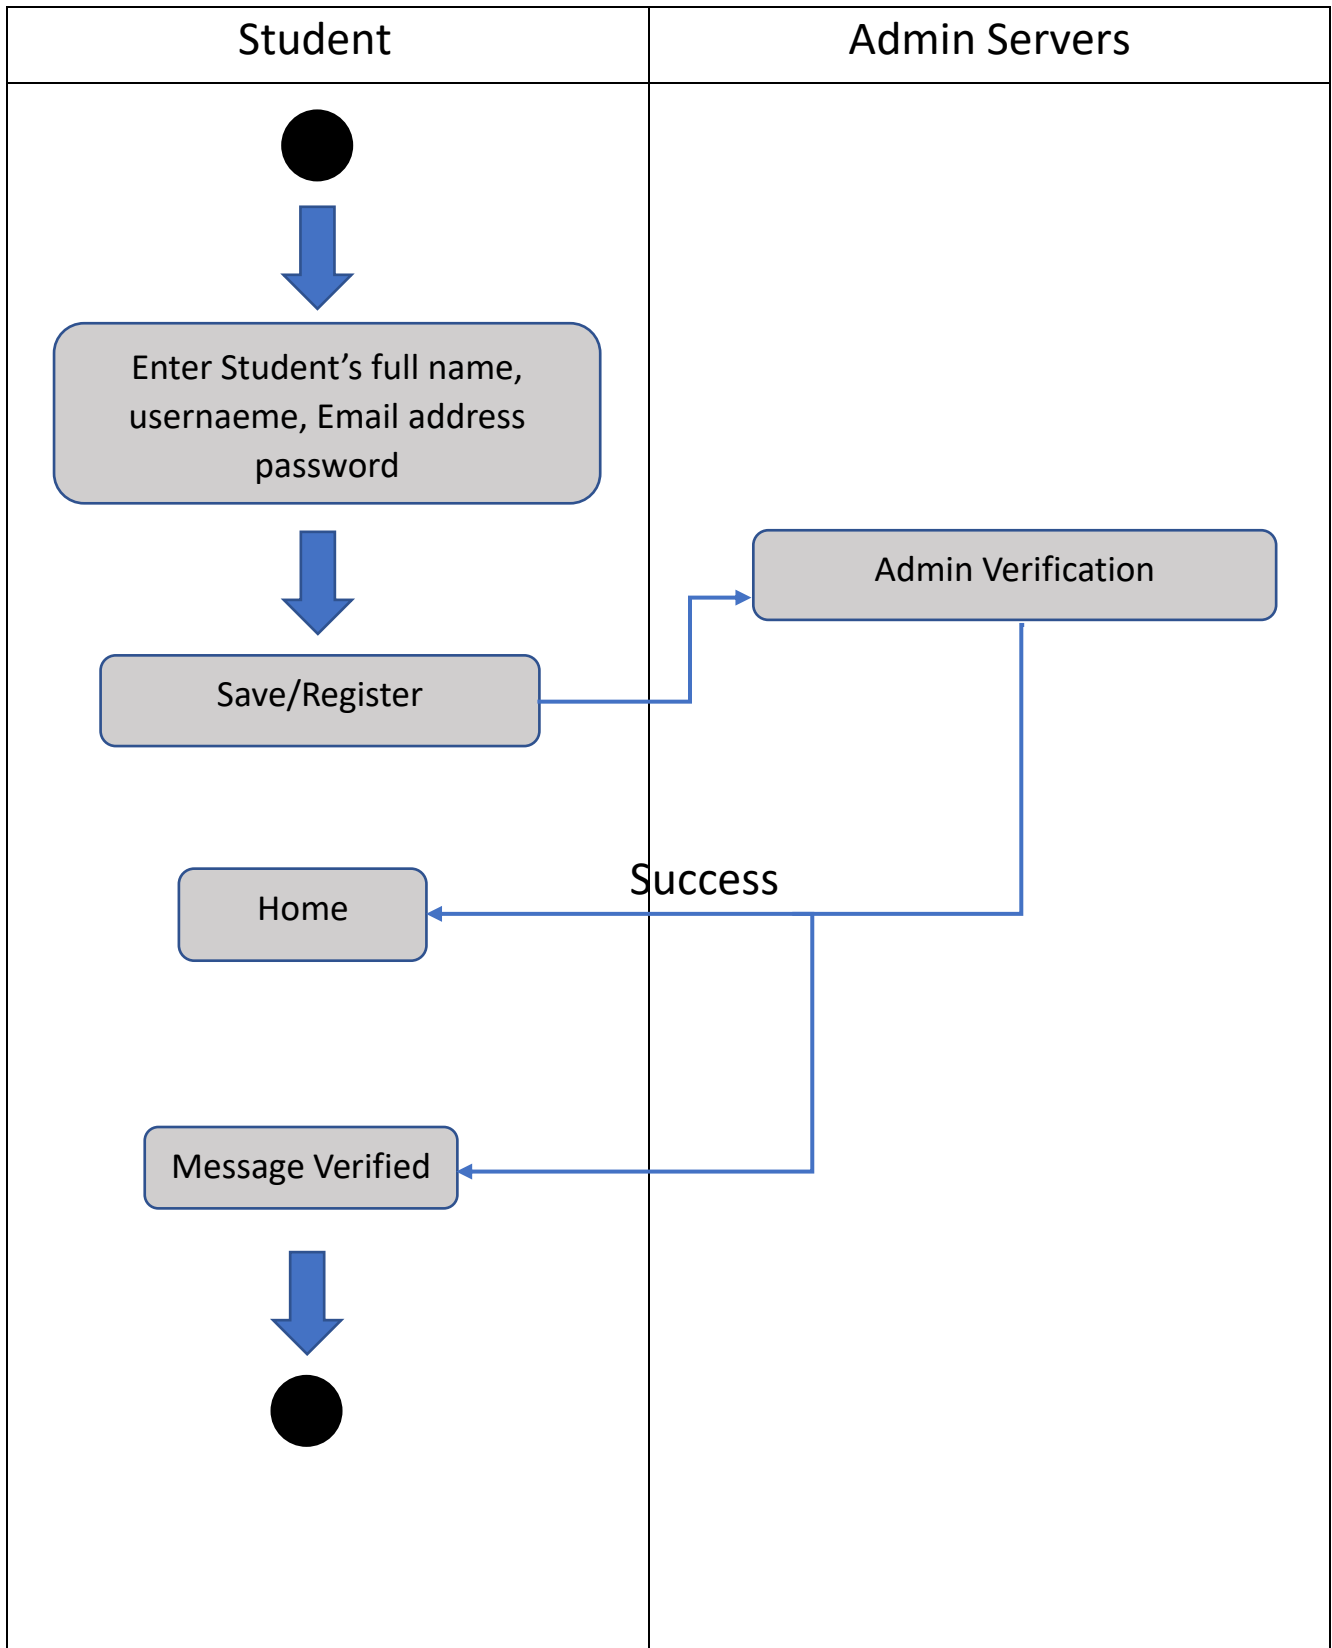 Student
Admin Servers
Enter Student’s full name,
usernaeme, Email address
password
Admin Verification
Save/Register
Success
Home
Message Verified